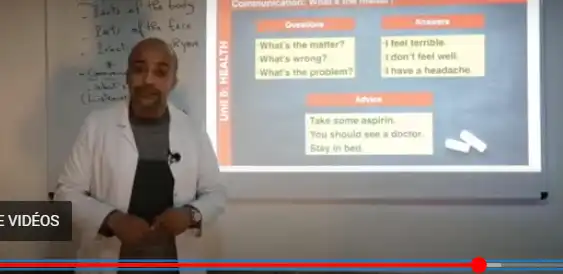 - Parts of the body
- Parts of the face
Communication: What's the matter?
Questions
What's the matter?
What's wrong?
What's the problem?
Answers
I feel terrible.
I don't feel well.
I have a headache.
Unit 5: HEALTH
Advice
Take some aspirin.
You should see a doctor.
Stay in bed.
E VIDÉOS